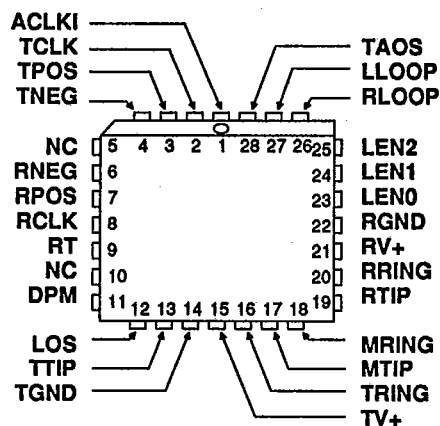 ACLKI
TCLK TAOS
TPOS LLOOP
TNEG RLOOP
4 3 2 1 28 27 26
NC 5 25 LEN2
RNEG 6 24 LEN1
RPOS 7 23 LEN0
RCLK 8 22 RGND
RT 9 21 RV+
NC 10 20 RRING
DPM 11 19 RTIP
12 13 14 15 16 17 18
LOS MRING
TTIP MTIP
TGND TRING
TV+